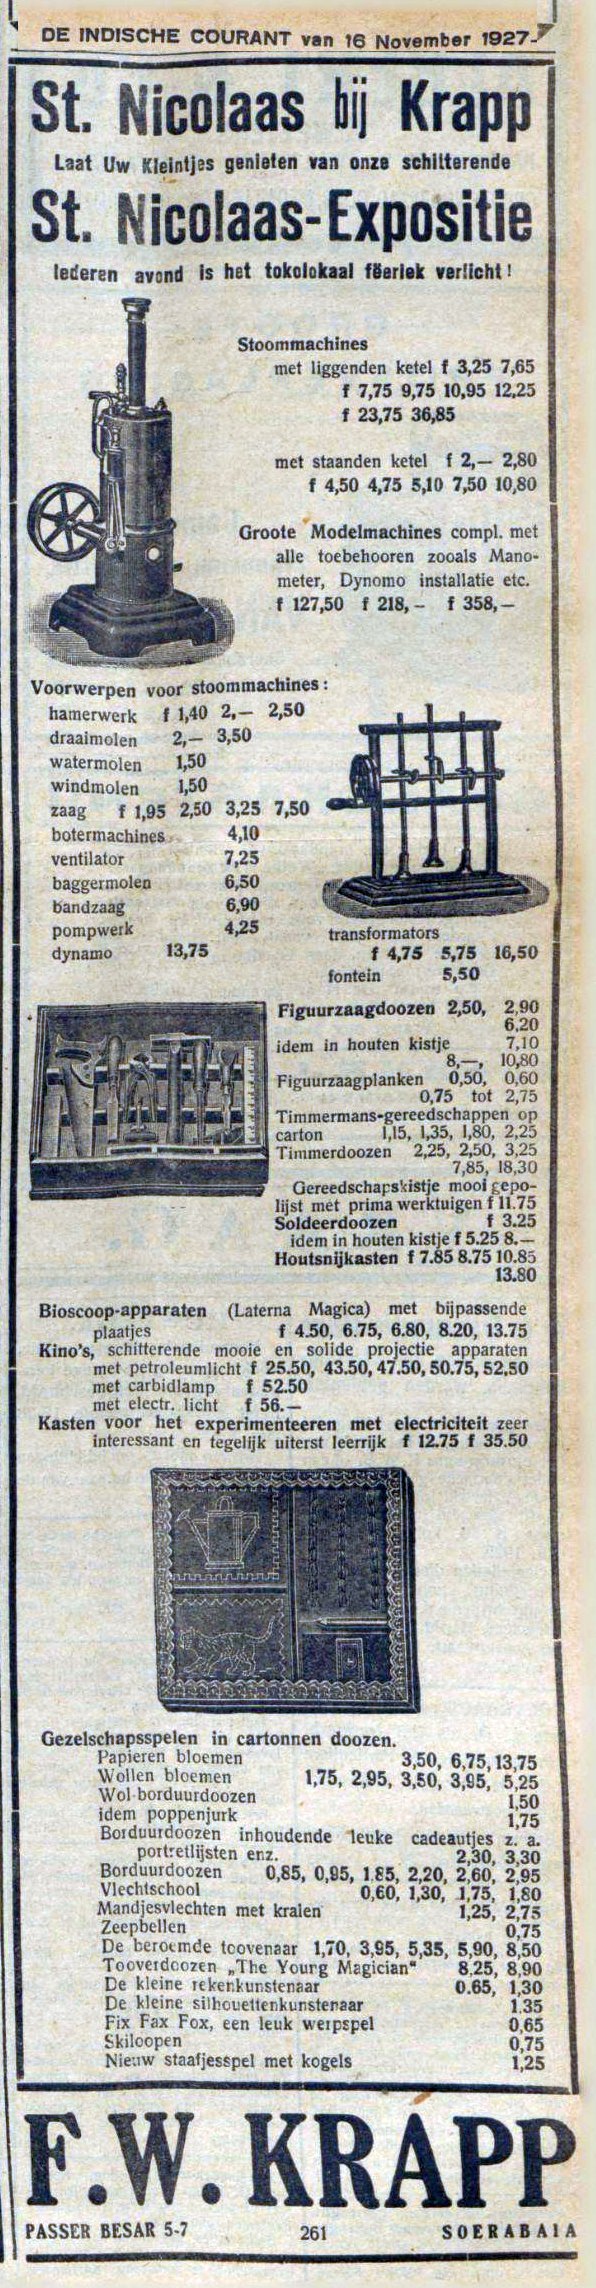 DE INDISCHE COURANT van 16 November 1927.
St. Nicolaas bij Krapp
Laat Uw Kleintjes genieten van onze schitterende
St. Nicolaas-Expositie
Iederen avond is het tokolokaal fëeriek verlicht!
Stoommachines
met liggenden ketel f 3,25 7,65
f 7,75 9,75 10,95 12,25
f 23,75 36,85
met staanden ketel f 2,— 2,80
f 4,50 4,75 5,10 7,50 10,80
Groote Modelmachines compl. met
alle toebehooren zooals Mano-
meter, Dynomo installatie etc.
f 127,50 f 218,- f 358,—
Voorwerpen voor stoommachines:
hamerwerk f 1,40 2,— 2,50
draaimolen 2,— 3,50
watermolen 1,50
windmolen 1,50
zaag f 1,95 2,50 3,25 7,50
botermachines 4,10
ventilator 7,25
baggermolen 6,50
bandzaag 6,90
pompwerk 4,25
dynamo 13,75
transformators
f 4,75 5,75 16,50
fontein 5,50
Figuurzaagdoozen 2,50, 2,90
6,20
idem in houten kistje 7,10
8,—, 10,80
Figuurzaagplanken 0,50, 0,60
0,75 tot 2,75
Timmermans-gereedschappen op
carton 1,15, 1,35, 1,80, 2,25
Timmerdoozen 2,25, 2,50, 3,25
7,85, 18,30
Gereedschapskistje mooi gepo-
lijst met prima werktuigen f 11.75
Soldeerdoozen f 3.25
idem in houten kistje f 5.25 8.—
Houtsnijkasten f 7.85 8.75 10.85
13.80
Bioscoop-apparaten (Laterna Magica) met bijpassende
plaatjes f 4.50, 6.75, 6.80, 8.20, 13.75
Kino's, schitterende mooie en solide projectie apparaten
met petroleumlicht f 25.50, 43.50, 47.50, 50.75, 52,50
met carbidlamp f 52.50
met electr. licht f 56.—
Kasten voor het experimenteeren met electriciteit zeer
interessant en tegelijk uiterst leerrijk f 12.75 f 35.50
Gezelschapsspelen in cartonnen doozen.
Papieren bloemen 3,50, 6,75, 13,75
Wollen bloemen 1,75, 2,95, 3,50, 3,95, 5,25
Wol-borduurdoozen 1,50
idem poppenjurk 1,75
Borduurdoozen inhoudende leuke cadeautjes z. a.
portretlijsten enz. 2,30, 3,30
Borduurdoozen 0,85, 0,95, 1.85, 2,20, 2,60, 2,95
Vlechtschool 0,60, 1,30, 1,75, 1,80
Mandjesvlechten met kralen 1,25, 2,75
Zeepbellen 0,75
De beroemde toovenaar 1,70, 3,95, 5,35, 5,90, 8,50
Tooverdoozen „The Yourg Magician" 8.25, 8,90
De kleine rekenkunstenaar 0.65, 1,30
De kleine silhouettenkunstenaar 1.35
Fix Fax Fox, een leuk werpspel 0,65
Skiloopen 0,75
Nieuw staafjesspel met kogels 1,25
F.W. KRAPP
PASSER BESAR 5-7 261 SOERABAIA